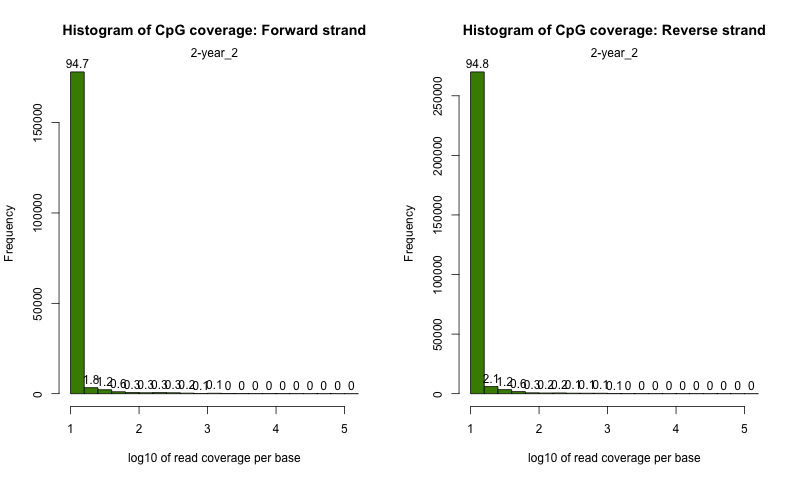 Histogram of CpG coverage: Forward strand
2-year_2
94.7
1.8 1.2 0.6 0.3 0.3 0.3 0.3 0.2 0.1 0.1 0 0 0 0 0 0 0 0 0 0
Frequency
0 50000 100000 150000
1 2 3 4 5
log10 of read coverage per base
Histogram of CpG coverage: Reverse strand
2-year_2
94.8
2.1 1.2 0.6 0.3 0.2 0.2 0.1 0.1 0.1 0.1 0 0 0 0 0 0 0 0 0 0
Frequency
0 50000 100000 150000 200000 250000
1 2 3 4 5
log10 of read coverage per base